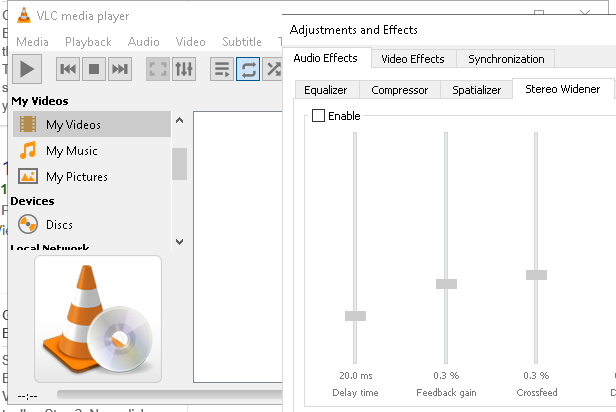 VLC media player
Media Playback Audio Video Subtitle
Adjustments and Effects
Audio Effects Video Effects Synchronization
Equalizer Compressor Spatializer Stereo Widener
Enable
My Videos
My Videos
My Music
My Pictures
Devices
Discs
Local Network
--:--
20.0 ms 0.3 % 0.3 %
Delay time Feedback gain Crossfeed